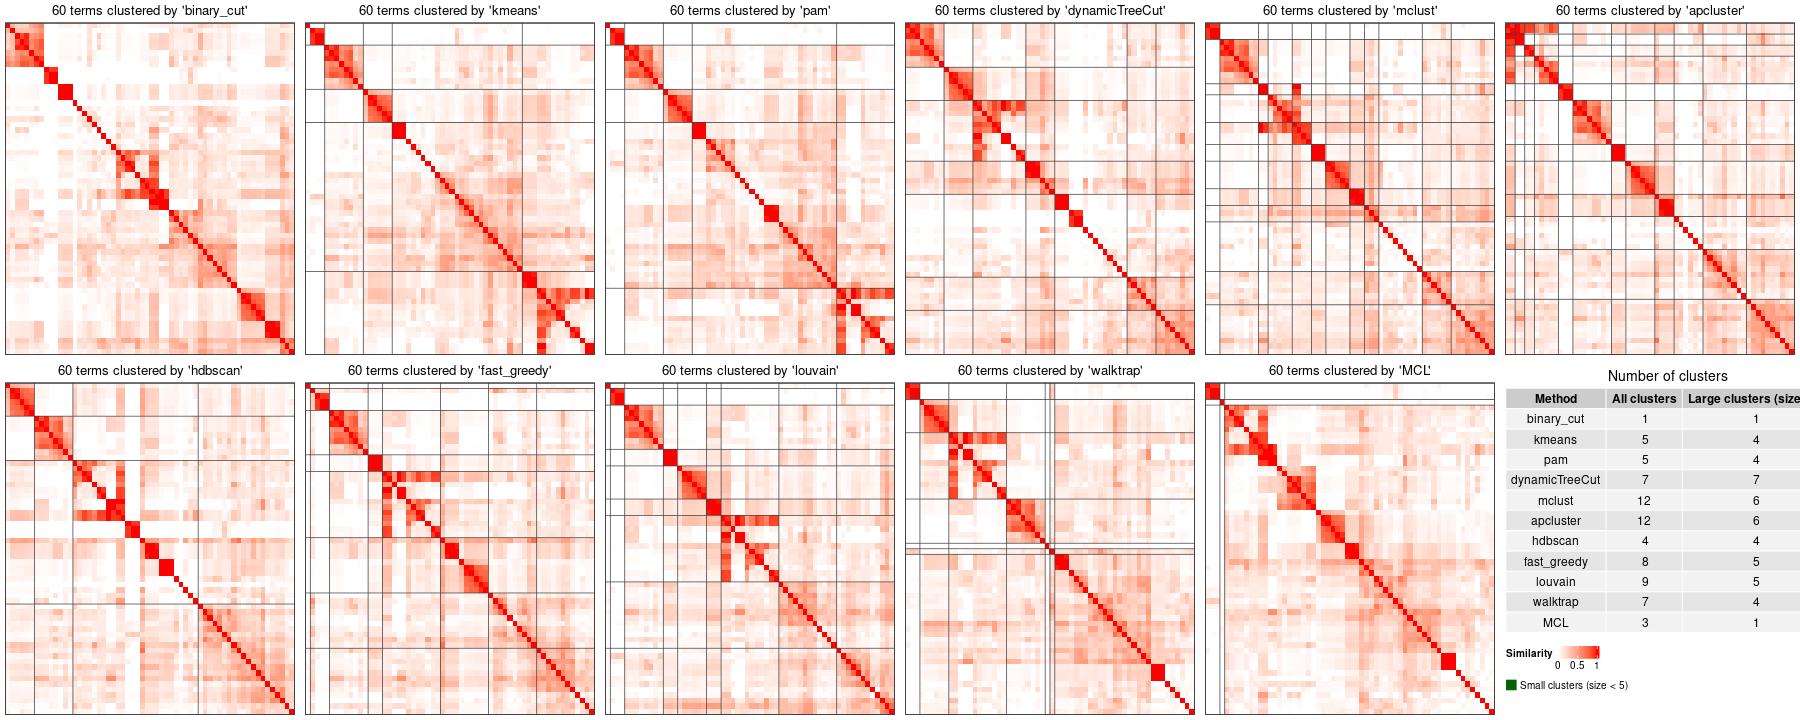 60 terms clustered by 'binary_cut'
60 terms clustered by 'kmeans'
60 terms clustered by 'pam'
60 terms clustered by 'dynamicTreeCut'
60 terms clustered by 'mclust'
60 terms clustered by 'apcluster'
60 terms clustered by 'hdbscan'
60 terms clustered by 'fast_greedy'
60 terms clustered by 'louvain'
60 terms clustered by 'walktrap'
60 terms clustered by 'MCL'
Number of clusters
Method All clusters Large clusters (size
binary_cut 1 1
kmeans 5 4
pam 5 4
dynamicTreeCut 7 7
mclust 12 6
apcluster 12 6
hdbscan 4 4
fast_greedy 8 5
louvain 9 5
walktrap 7 4
MCL 3 1
Similarity
0 0.5 1
Small clusters (size < 5)